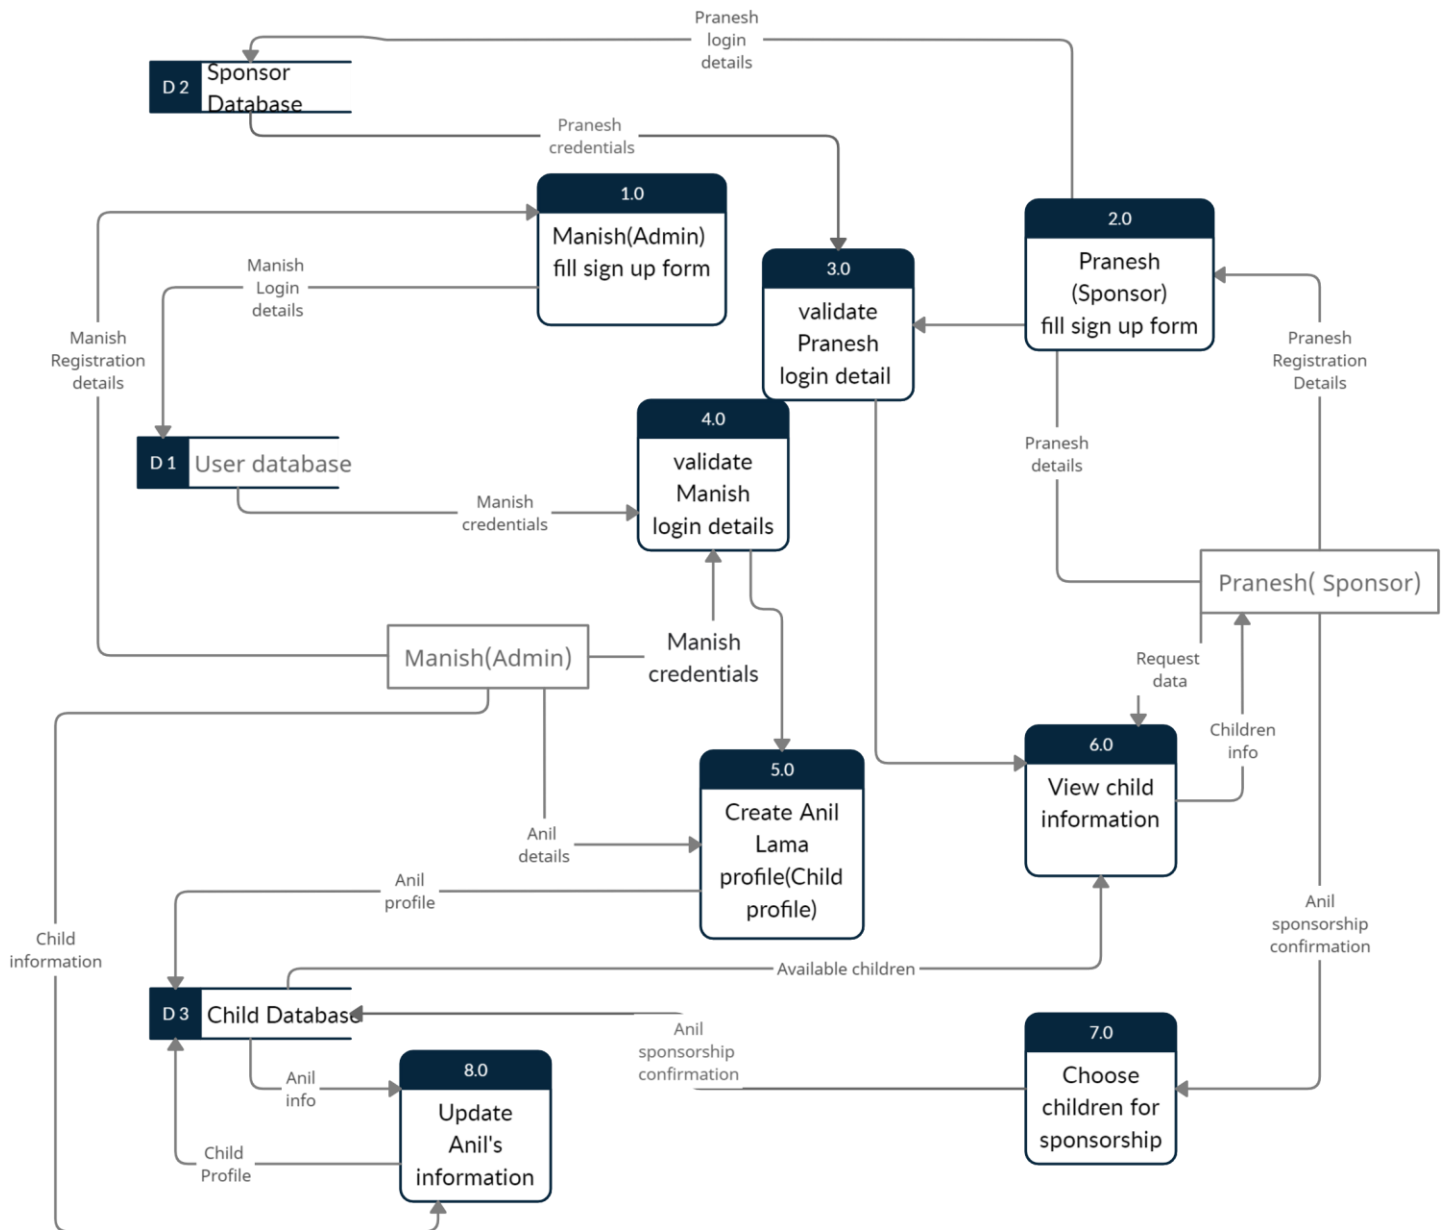 Pranesh
login
details
D 2
Sponsor
Database
Pranesh
credentials
1.0
Manish(Admin)
fill sign up form
2.0
Pranesh
(Sponsor)
fill sign up form
3.0
validate
Pranesh
login detail
Manish
Login
details
Manish
Registration
details
Pranesh
Registration
Details
4.0
validate
Manish
login details
D 1
User database
Pranesh
details
Manish
credentials
Pranesh( Sponsor)
Manish(Admin)
Manish
credentials
Request
data
6.0
View child
information
Children
info
5.0
Create Anil
Lama
profile(Child
profile)
Anil
details
Anil
profile
Child
information
Anil
sponsorship
confirmation
Available children
D 3
Child Database
Anil
sponsorship
confirmation
7.0
Choose
children for
sponsorship
8.0
Update
Anil's
information
Anil
info
Child
Profile